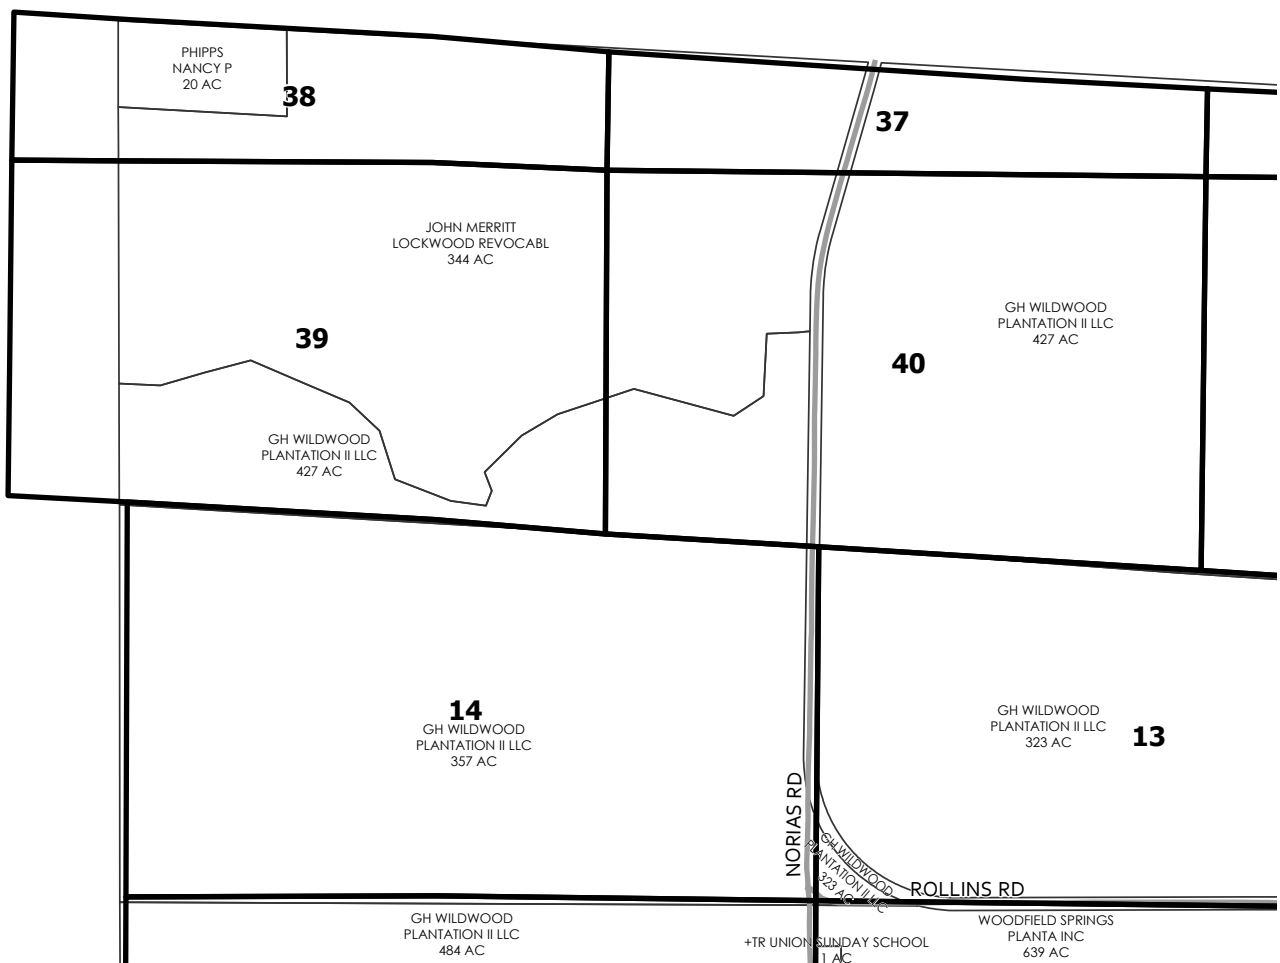 PHIPPS
NANCY P
20 AC
38
37
JOHN MERRITT
LOCKWOOD REVOCABL
344 AC
GH WILDWOOD
PLANTATION II LLC
427 AC
39
40
GH WILDWOOD
PLANTATION II LLC
427 AC
14
GH WILDWOOD
PLANTATION II LLC
357 AC
GH WILDWOOD
PLANTATION II LLC
323 AC
13
NORIAS RD
GH WILDWOOD
PLANTATION II LLC
323 AC
ROLLINS RD
GH WILDWOOD
PLANTATION II LLC
484 AC
+TR UNION SUNDAY SCHOOL
1 AC
WOODFIELD SPRINGS
PLANTA INC
639 AC